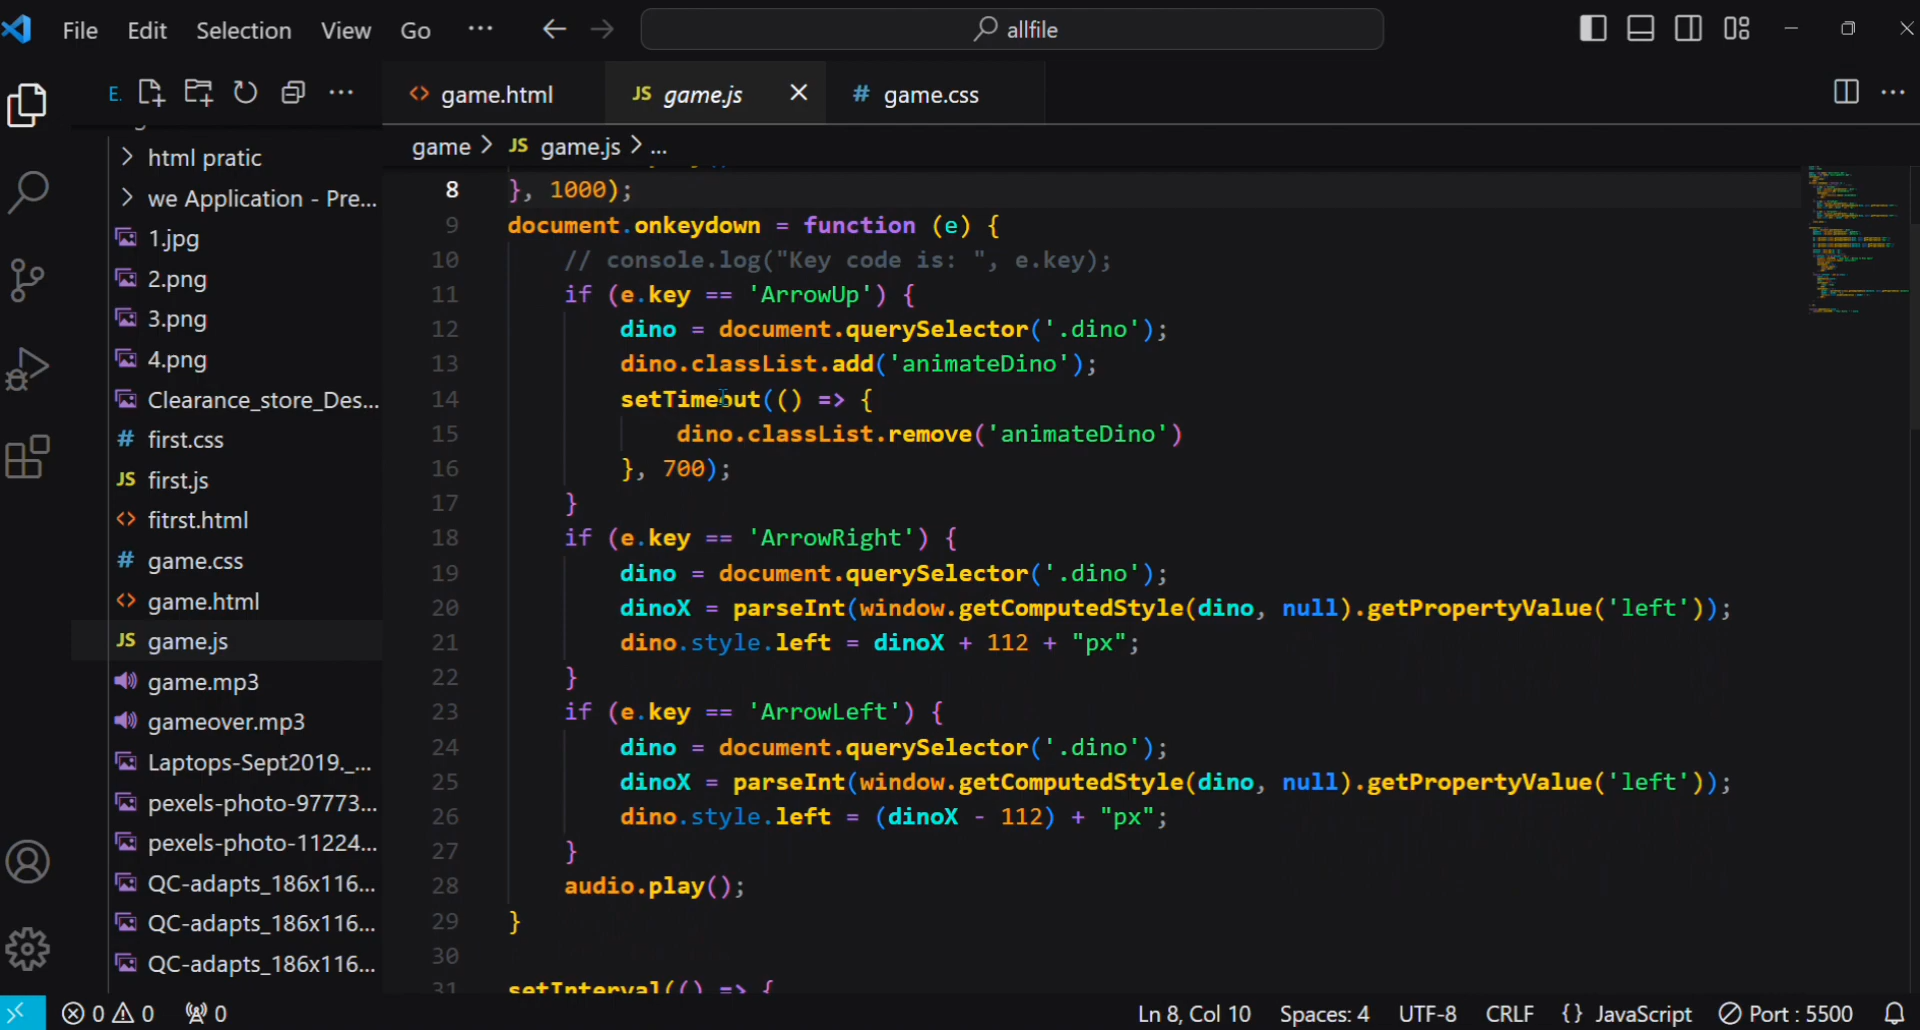 File Edit Selection View Go ··· allfile
E. ···
game.html JS game.js # game.css ···
game > JS game.js > ...
html pratic
we Application - Pre...
1.jpg
2.png
3.png
4.png
Clearance_store_Des...
# first.css
JS first.js
fitrst.html
# game.css
game.html
JS game.js
game.mp3
gameover.mp3
Laptops-Sept2019._...
pexels-photo-97773...
pexels-photo-11224...
QC-adapts_186x116...
QC-adapts_186x116...
QC-adapts_186x116...
8 }, 1000);
9 document.onkeydown = function (e) {
10 // console.log("Key code is: ", e.key);
11 if (e.key == 'ArrowUp') {
12 dino = document.querySelector('.dino');
13 dino.classList.add('animateDino');
14 setTimeout(() => {
15 dino.classList.remove('animateDino')
16 }, 700);
17 }
18 if (e.key == 'ArrowRight') {
19 dino = document.querySelector('.dino');
20 dinoX = parseInt(window.getComputedStyle(dino, null).getPropertyValue('left'));
21 dino.style.left = dinoX + 112 + "px";
22 }
23 if (e.key == 'ArrowLeft') {
24 dino = document.querySelector('.dino');
25 dinoX = parseInt(window.getComputedStyle(dino, null).getPropertyValue('left'));
26 dino.style.left = (dinoX - 112) + "px";
27 }
28 audio.play();
29 }
30
31 setInterval(() => {
0 0 0 Ln 8, Col 10 Spaces: 4 UTF-8 CRLF {} JavaScript Port : 5500